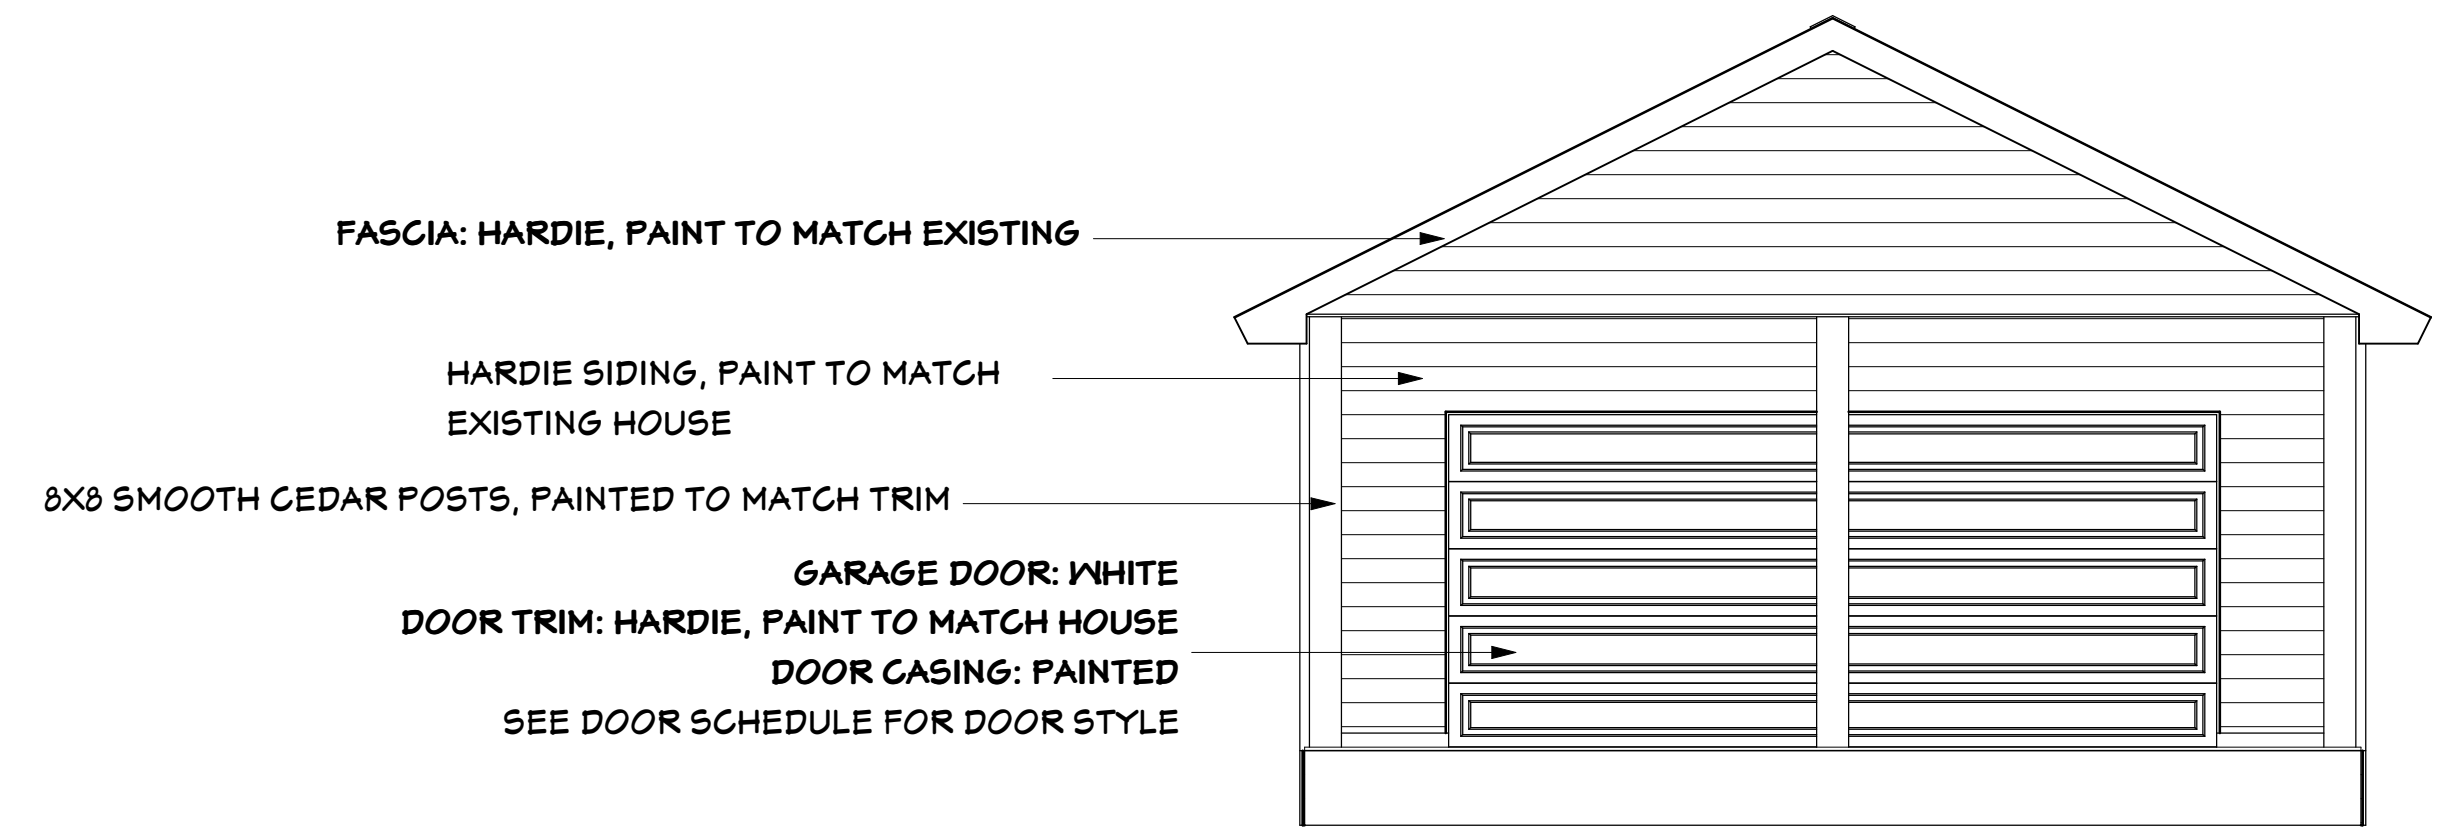 FASCIA: HARDIE, PAINT TO MATCH EXISTING
HARDIE SIDING, PAINT TO MATCH
EXISTING HOUSE
8X8 SMOOTH CEDAR POSTS, PAINTED TO MATCH TRIM
GARAGE DOOR: WHITE
DOOR TRIM: HARDIE, PAINT TO MATCH HOUSE
DOOR CASING: PAINTED
SEE DOOR SCHEDULE FOR DOOR STYLE